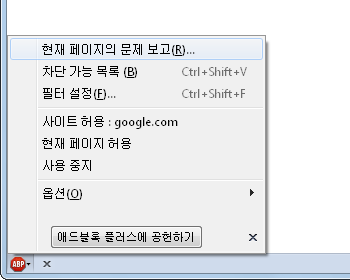 현재 페이지의 문제 보고(R)...
차단 가능 목록 (B) Ctrl+Shift+V
필터 설정(F)... Ctrl+Shift+F
사이트 허용 : google.com
현재 페이지 허용
사용 중지
옵션(O)
애드블록 플러스에 공헌하기
ABP